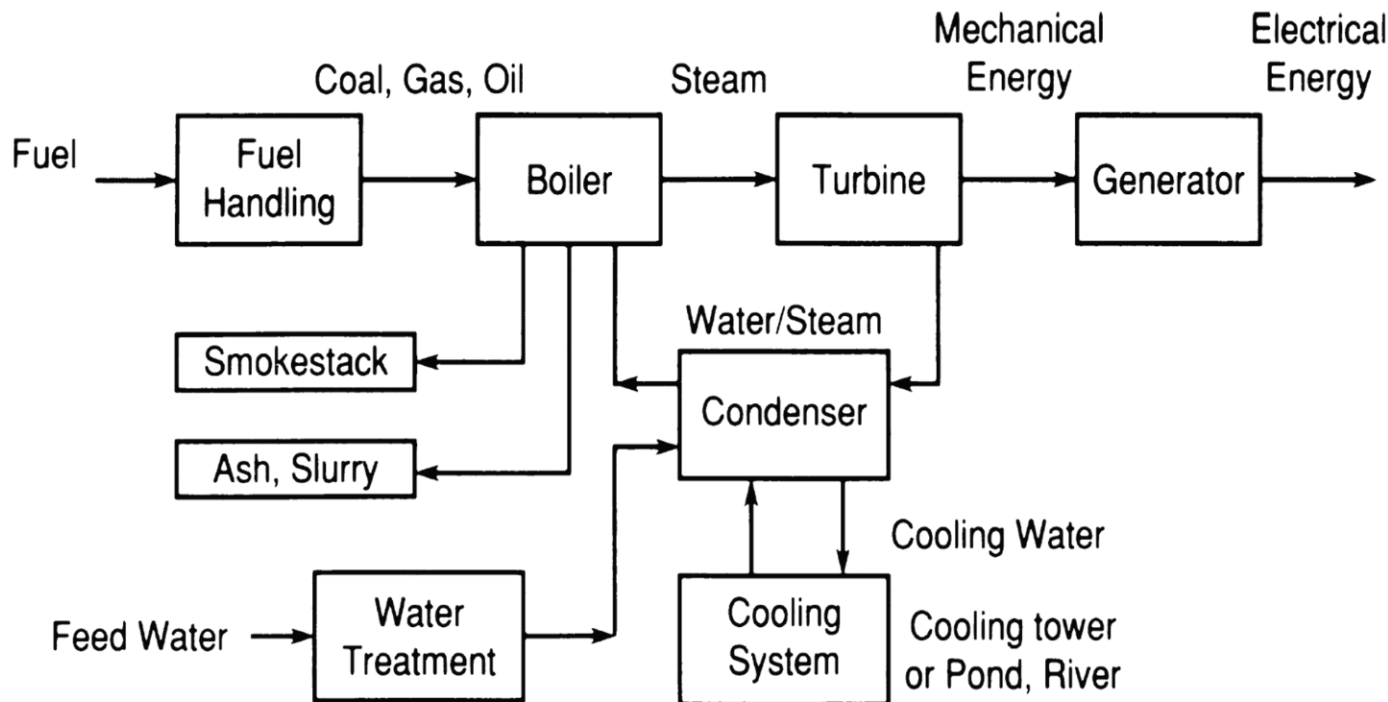 Mechanical
Energy
Electrical
Energy
Coal, Gas, Oil
Steam
Fuel
Fuel
Handling
Boiler
Turbine
Generator
Water/Steam
Smokestack
Condenser
Ash, Slurry
Cooling Water
Feed Water
Water
Treatment
Cooling
System
Cooling tower
or Pond, River